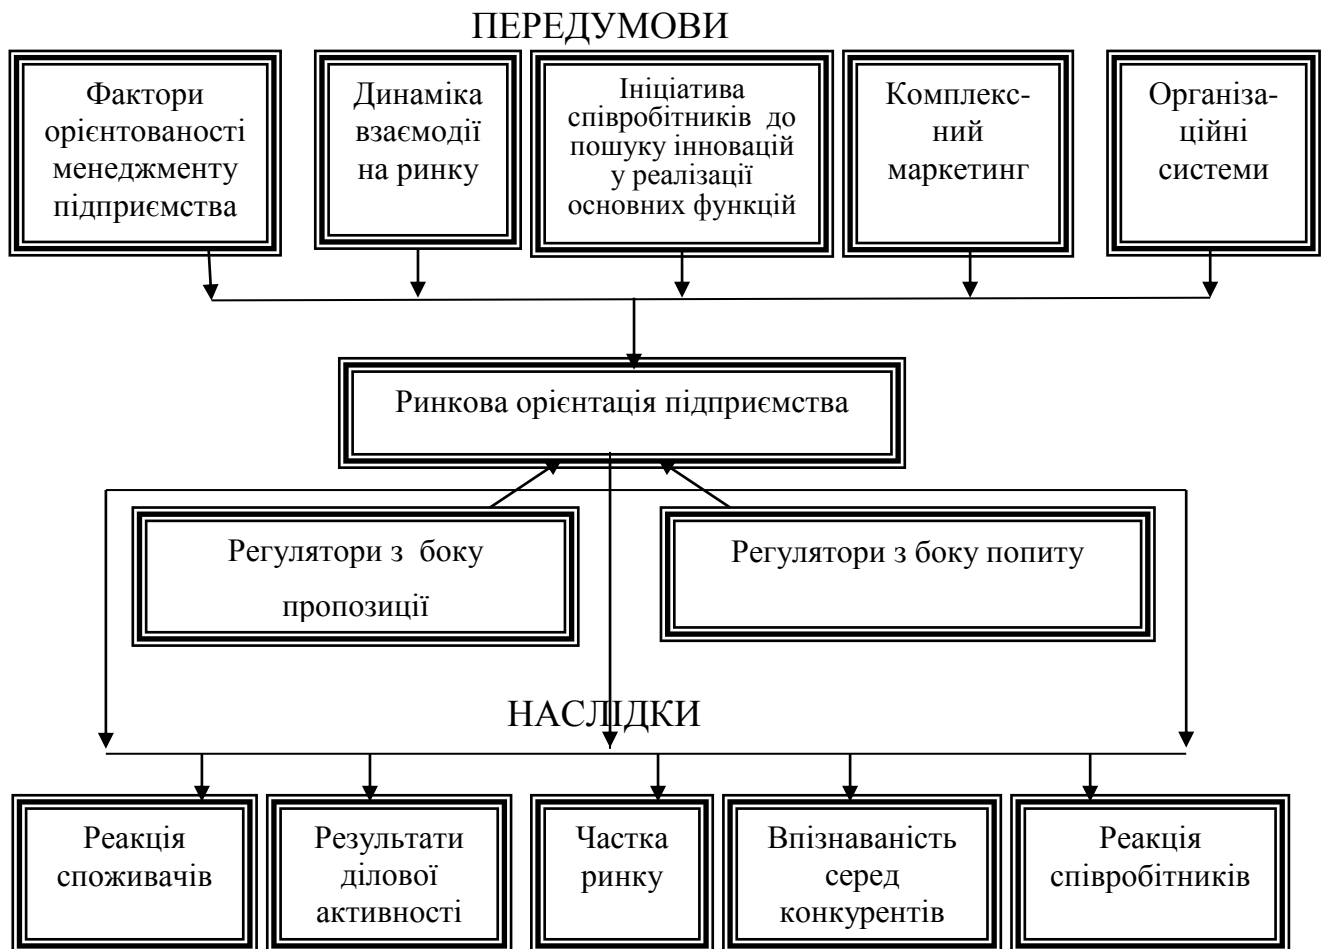 ПЕРЕДУМОВИ
Фактори
орієнтованості
менеджменту
підприємства
Динаміка
взаємодії
на ринку
Ініціатива
співробітників до
пошуку інновацій
у реалізації
основних функцій
Комплекс-
ний
маркетинг
Організа-
ційні
системи
Ринкова орієнтація підприємства
Регулятори з боку
пропозиції
Регулятори з боку попиту
НАСЛІДКИ
Реакція
споживачів
Результати
ділової
активності
Частка
ринку
Впізнаваність
серед
конкурентів
Реакція
співробітників